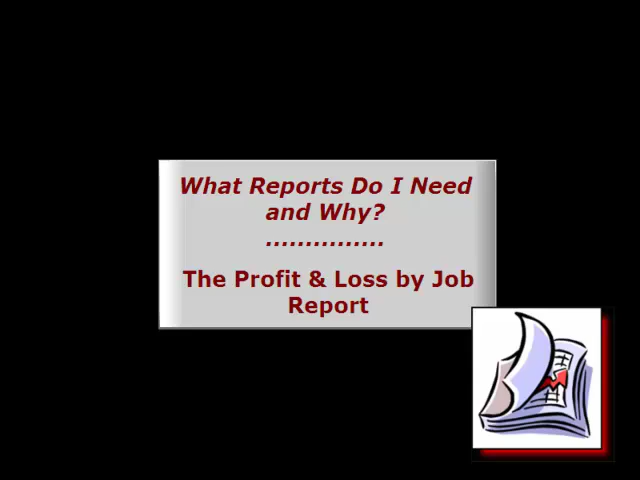 What Reports Do I Need
and Why?
...............
The Profit & Loss by Job
Report